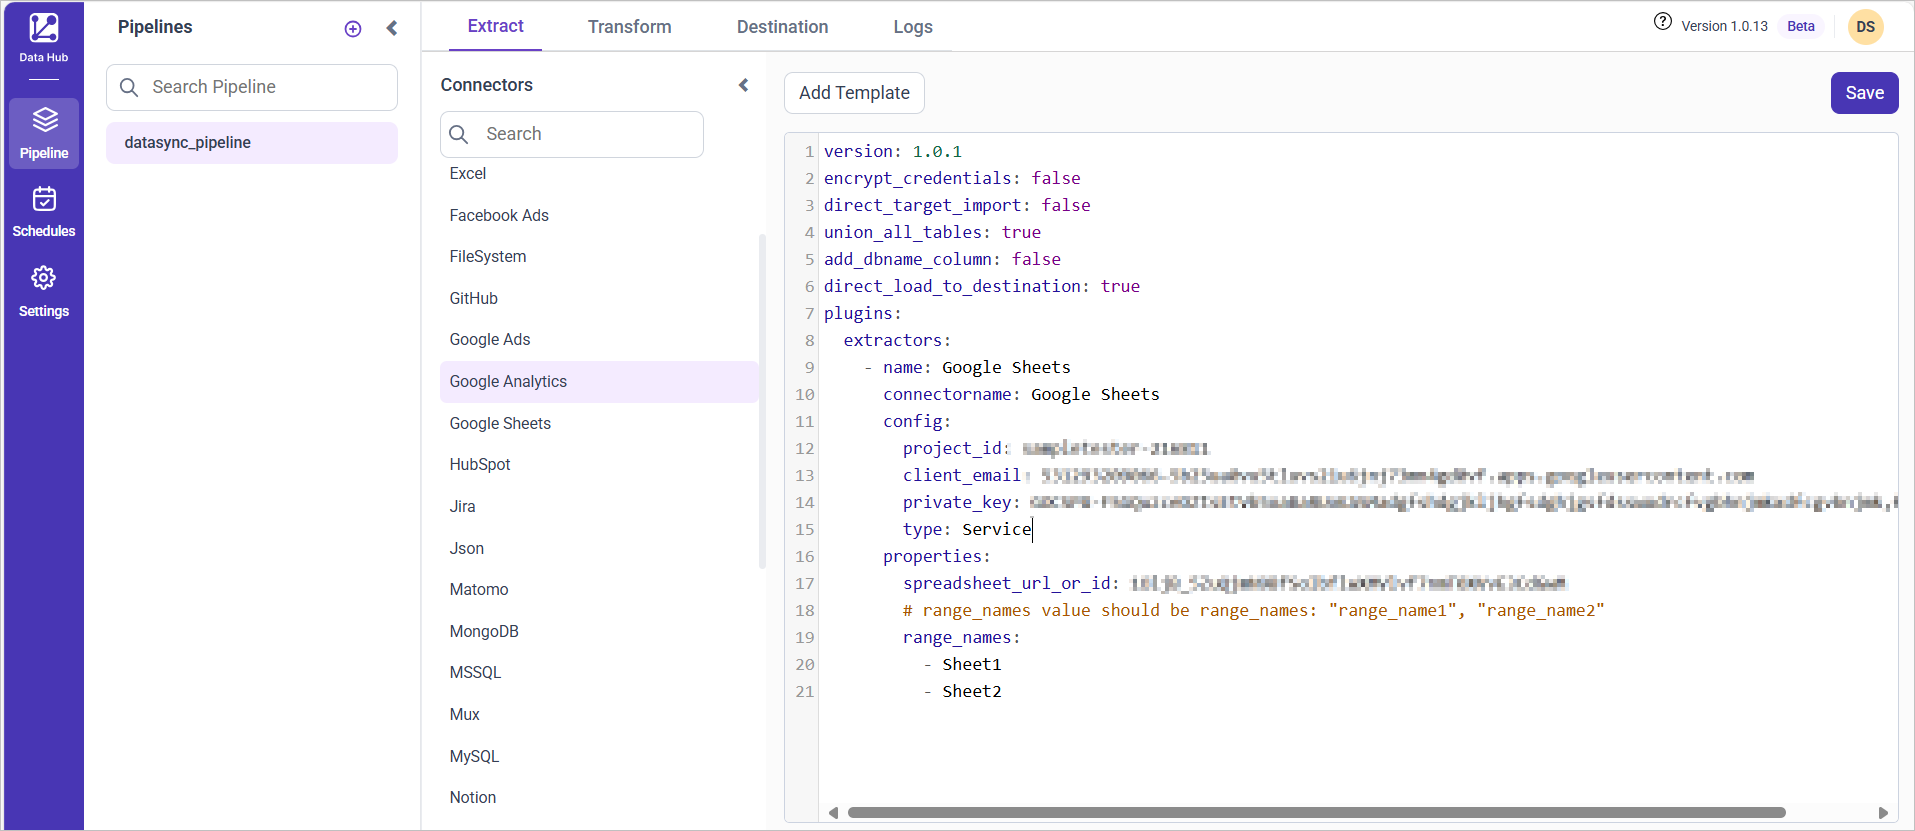 Data Hub
Pipeline
Schedules
Settings
Pipelines
Search Pipeline
datasync_pipeline
Extract
Transform
Destination
Logs
Version 1.0.13
Beta
DS
Connectors
Search
Excel
Facebook Ads
FileSystem
GitHub
Google Ads
Google Analytics
Google Sheets
HubSpot
Jira
Json
Matomo
MongoDB
MSSQL
Mux
MySQL
Notion
Add Template
Save
1 version: 1.0.1
2 encrypt_credentials: false
3 direct_target_import: false
4 union_all_tables: true
5 add_dbname_column: false
6 direct_load_to_destination: true
7 plugins:
8 extractors:
9 - name: Google Sheets
10 connectorname: Google Sheets
11 config:
12 project_id:
13 client_email:
14 private_key:
15 type: Service
16 properties:
17 spreadsheet_url_or_id:
18 # range_names value should be range_names: "range_name1", "range_name2"
19 range_names:
20 - Sheet1
21 - Sheet2